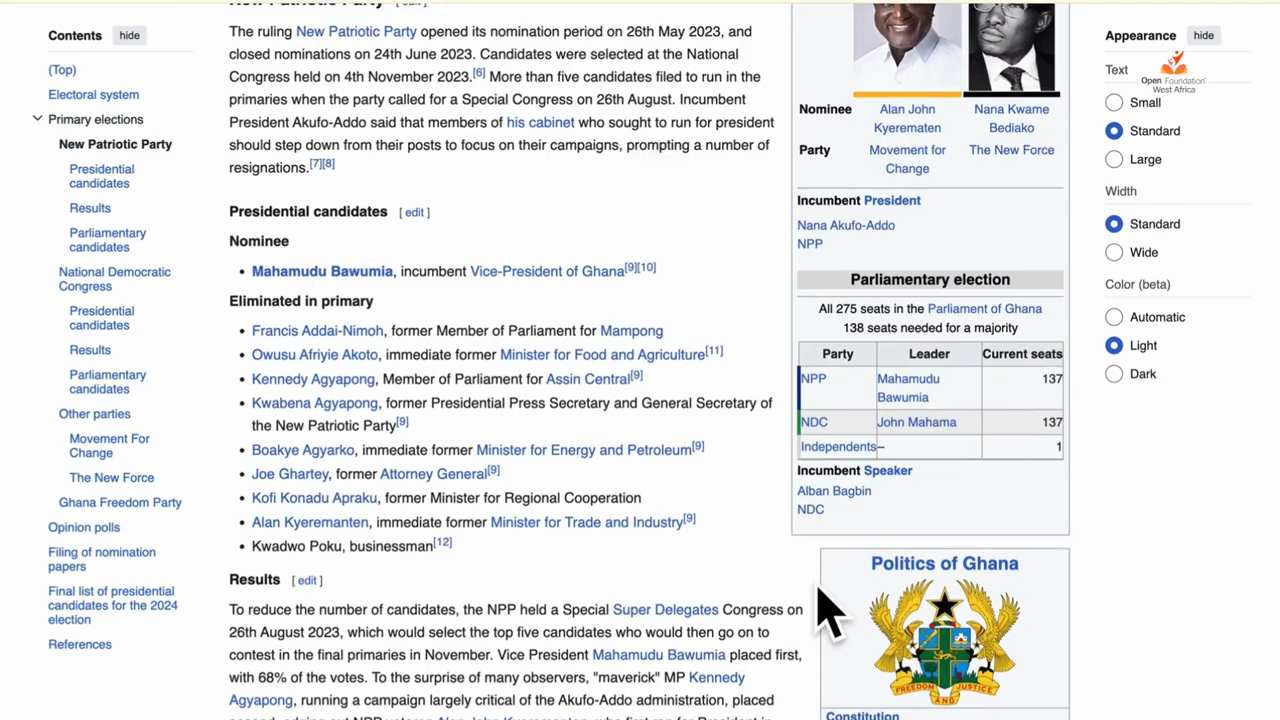 Contents hide
(Top)
Electoral system
Primary elections
New Patriotic Party
Presidential
candidates
Results
Parliamentary
candidates
National Democratic
Congress
Presidential
candidates
Results
Parliamentary
candidates
Other parties
Movement For
Change
The New Force
Ghana Freedom Party
Opinion polls
Filing of nomination
papers
Final list of presidential
candidates for the 2024
election
References
The ruling New Patriotic Party opened its nomination period on 26th May 2023, and
closed nominations on 24th June 2023. Candidates were selected at the National
Congress held on 4th November 2023.[6] More than five candidates filed to run in the
primaries when the party called for a Special Congress on 26th August. Incumbent
President Akufo-Addo said that members of his cabinet who sought to run for president
should step down from their posts to focus on their campaigns, prompting a number of
resignations.[7][8]
Presidential candidates [ edit ]
Nominee
• Mahamudu Bawumia, incumbent Vice-President of Ghana[9][10]
Eliminated in primary
• Francis Addai-Nimoh, former Member of Parliament for Mampong
• Owusu Afriyie Akoto, immediate former Minister for Food and Agriculture[11]
• Kennedy Agyapong, Member of Parliament for Assin Central[9]
• Kwabena Agyapong, former Presidential Press Secretary and General Secretary of
the New Patriotic Party[9]
• Boakye Agyarko, immediate former Minister for Energy and Petroleum[9]
• Joe Ghartey, former Attorney General[9]
• Kofi Konadu Apraku, former Minister for Regional Cooperation
• Alan Kyeremanten, immediate former Minister for Trade and Industry[9]
• Kwadwo Poku, businessman[12]
Results [ edit ]
To reduce the number of candidates, the NPP held a Special Super Delegates Congress on
26th August 2023, which would select the top five candidates who would then go on to
contest in the final primaries in November. Vice President Mahamudu Bawumia placed first,
with 68% of the votes. To the surprise of many observers, "maverick" MP Kennedy
Agyapong, running a campaign largely critical of the Akufo-Addo administration, placed
Nominee Alan John Nana Kwame
Kyerematen Bediako
Party Movement for The New Force
Change
Incumbent President
Nana Akufo-Addo
NPP
Parliamentary election
All 275 seats in the Parliament of Ghana
138 seats needed for a majority
Party Leader Current seats
NPP Mahamudu 137
Bawumia
NDC John Mahama 137
Independents – 1
Incumbent Speaker
Alban Bagbin
NDC
Politics of Ghana
FREEDOM AND JUSTICE
Constitution
Appearance hide
Text
Open Foundation
West Africa
Small
Standard
Large
Width
Standard
Wide
Color (beta)
Automatic
Light
Dark